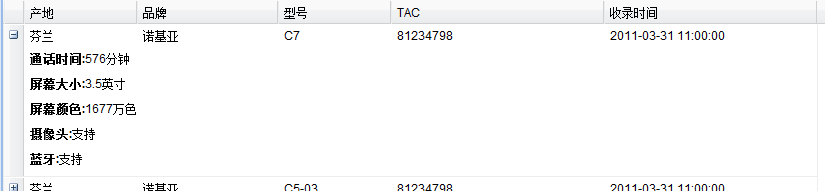 产地 品牌 型号 TAC 收录时间
芬兰 诺基亚 C7 81234798 2011-03-31 11:00:00
通话时间:576分钟
屏幕大小:3.5英寸
屏幕颜色:1677万色
摄像头:支持
蓝牙:支持
芬兰 诺基亚 C5-03 81234798 2011-03-31 11:00:00